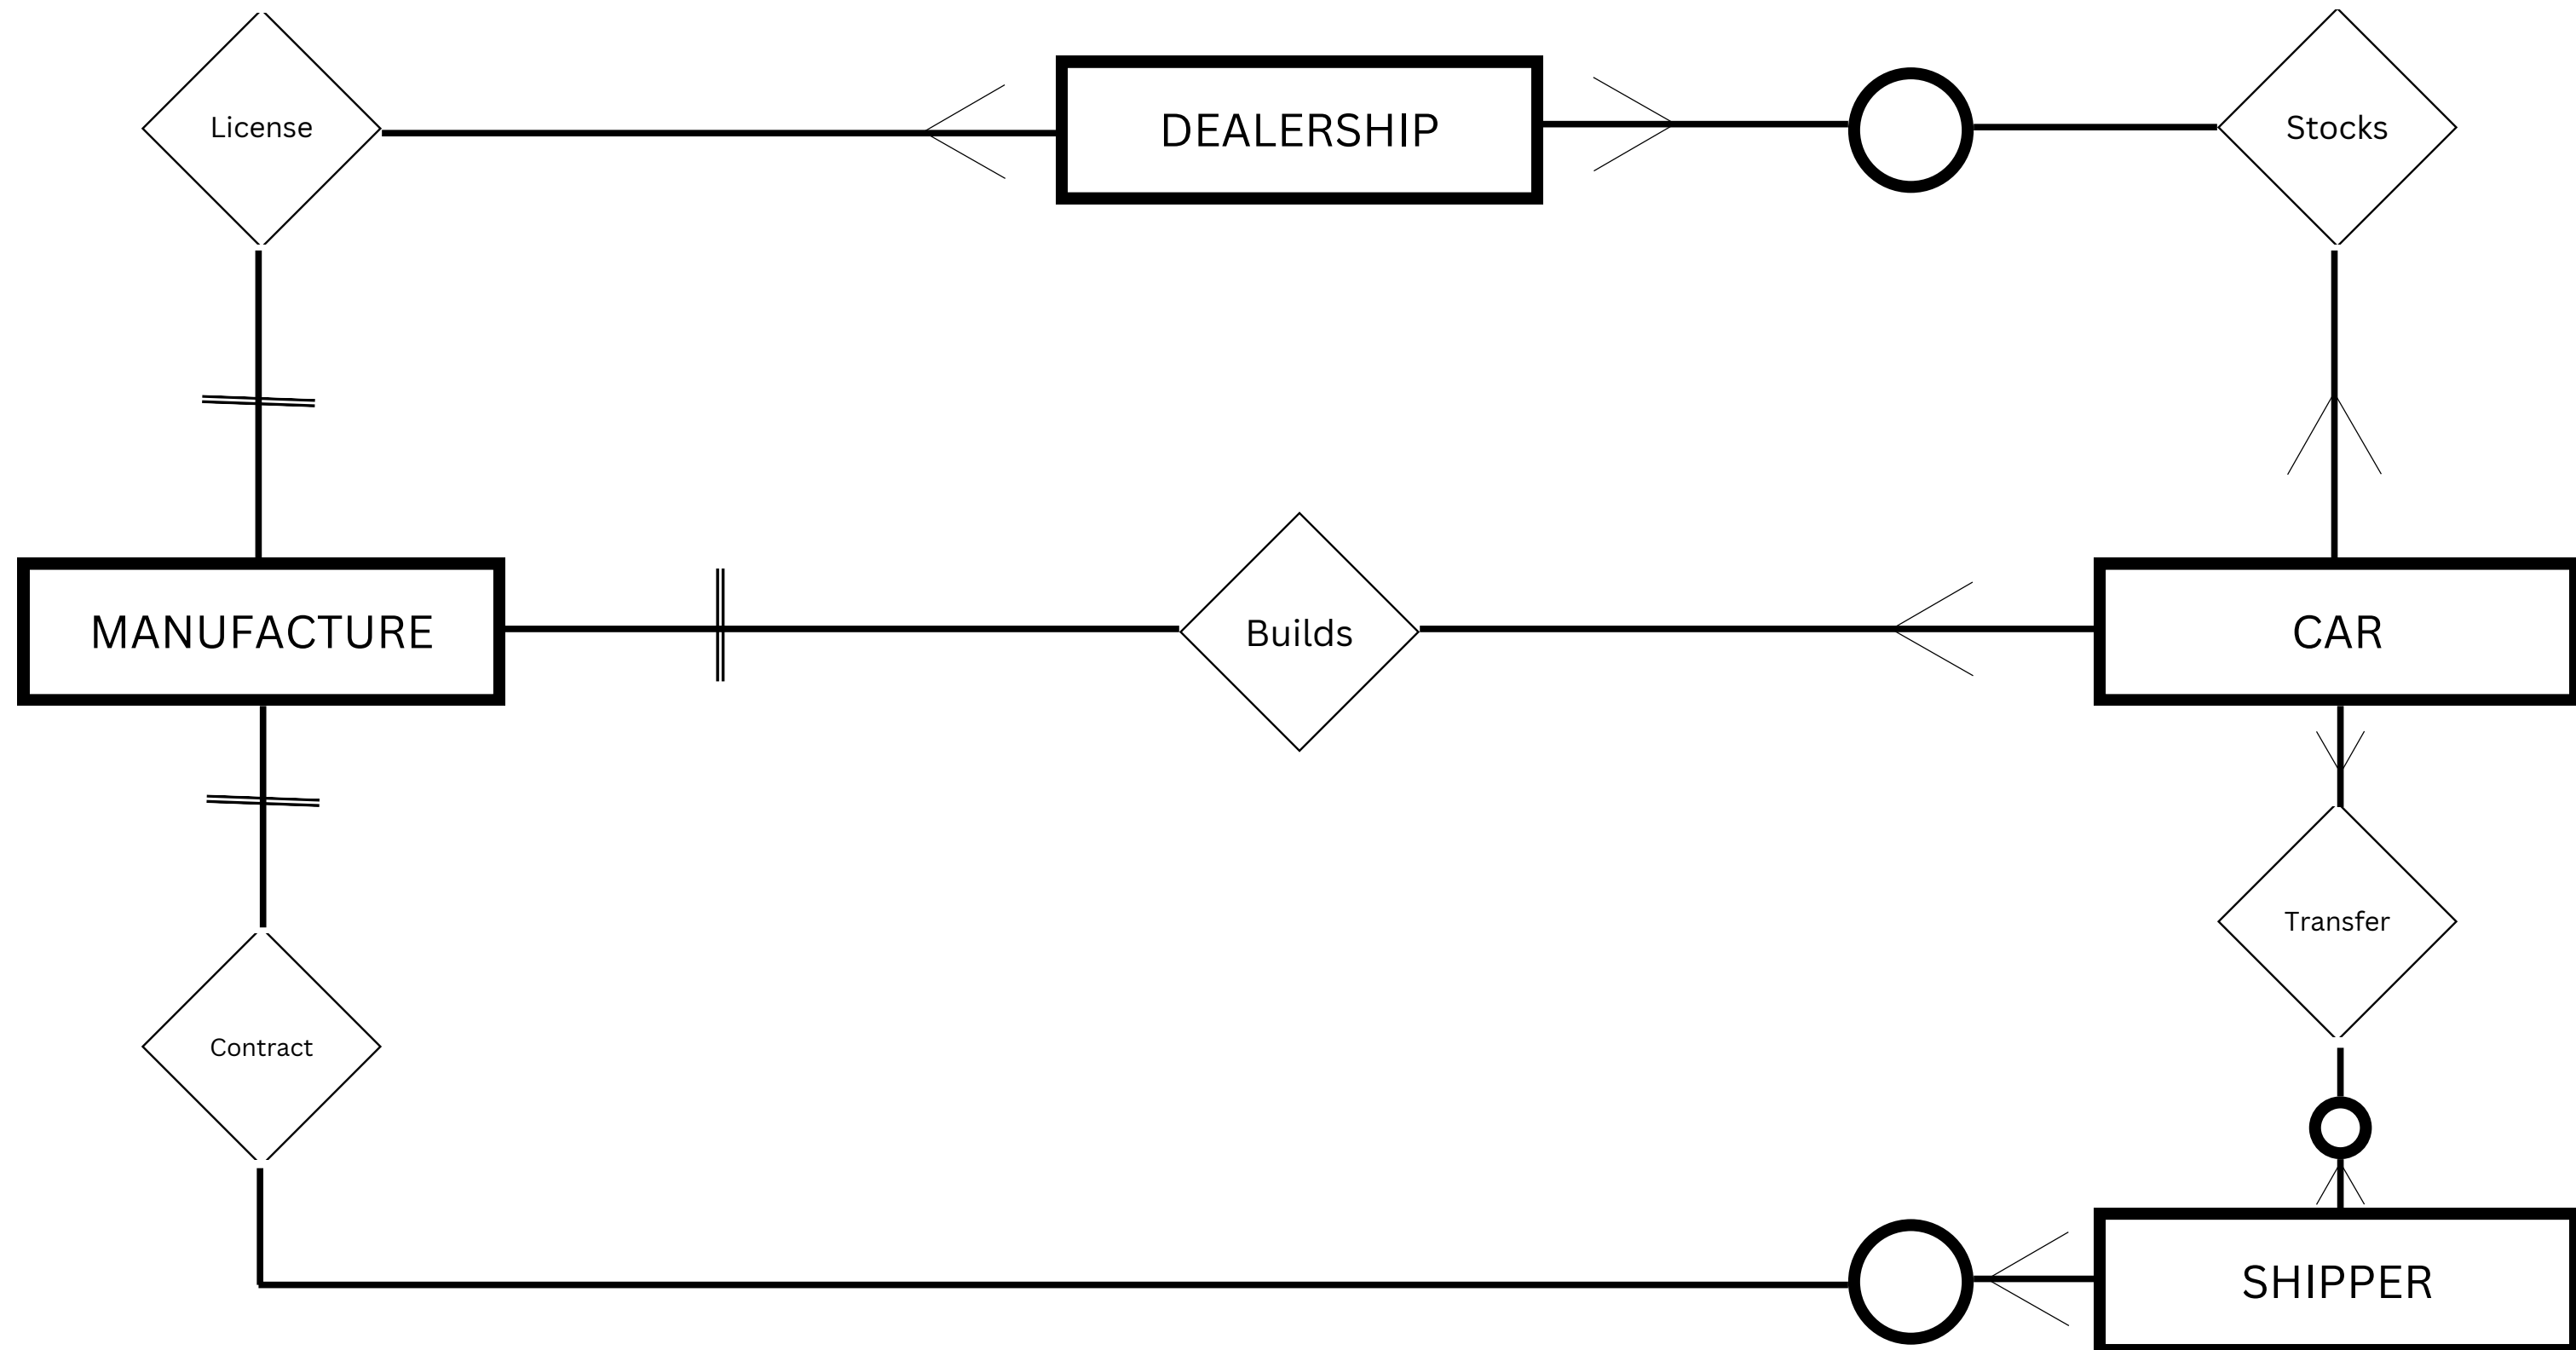 License
DEALERSHIP
Stocks
MANUFACTURE
Builds
CAR
Transfer
Contract
SHIPPER